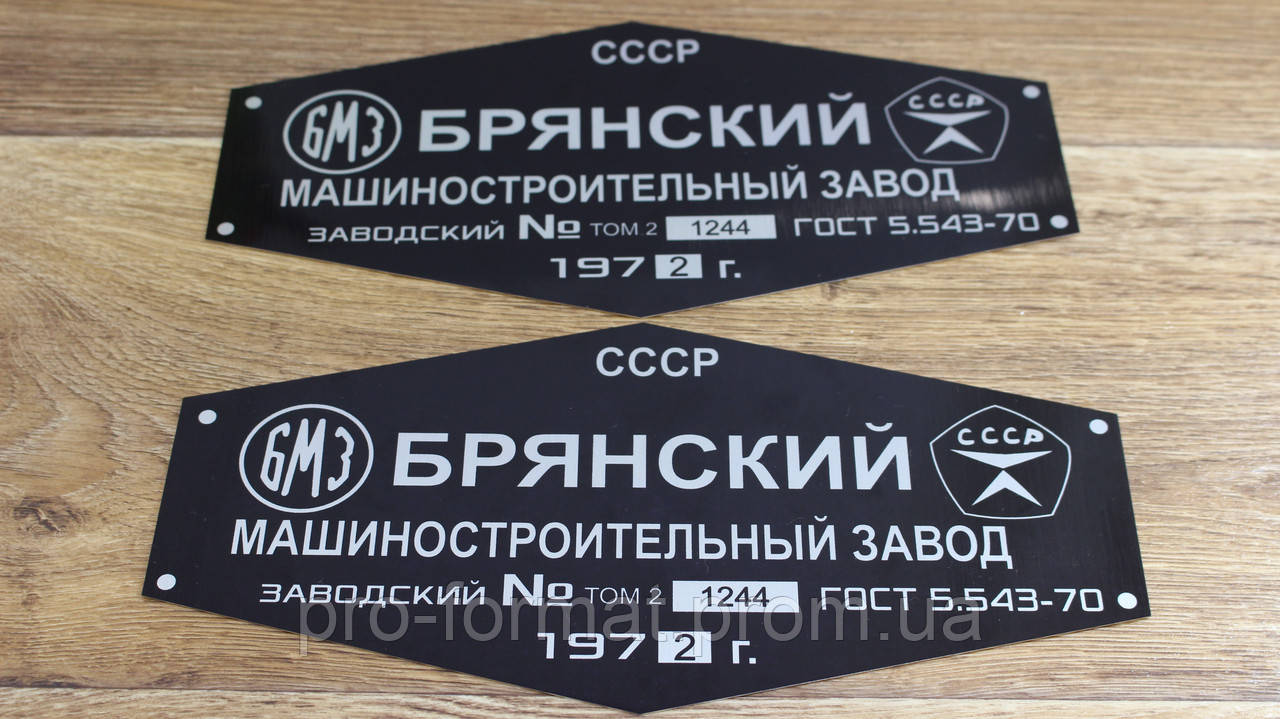 СССР
БМЗ БРЯНСКИЙ СССР
МАШИНОСТРОИТЕЛЬНЫЙ ЗАВОД
ЗАВОДСКИЙ № ТОМ 2 1244 ГОСТ 5.543-70
1972 г.
СССР
БМЗ БРЯНСКИЙ СССР
МАШИНОСТРОИТЕЛЬНЫЙ ЗАВОД
ЗАВОДСКИЙ № ТОМ 2 1244 ГОСТ 5.543-70
pro-format.prom.ua
1972 г.